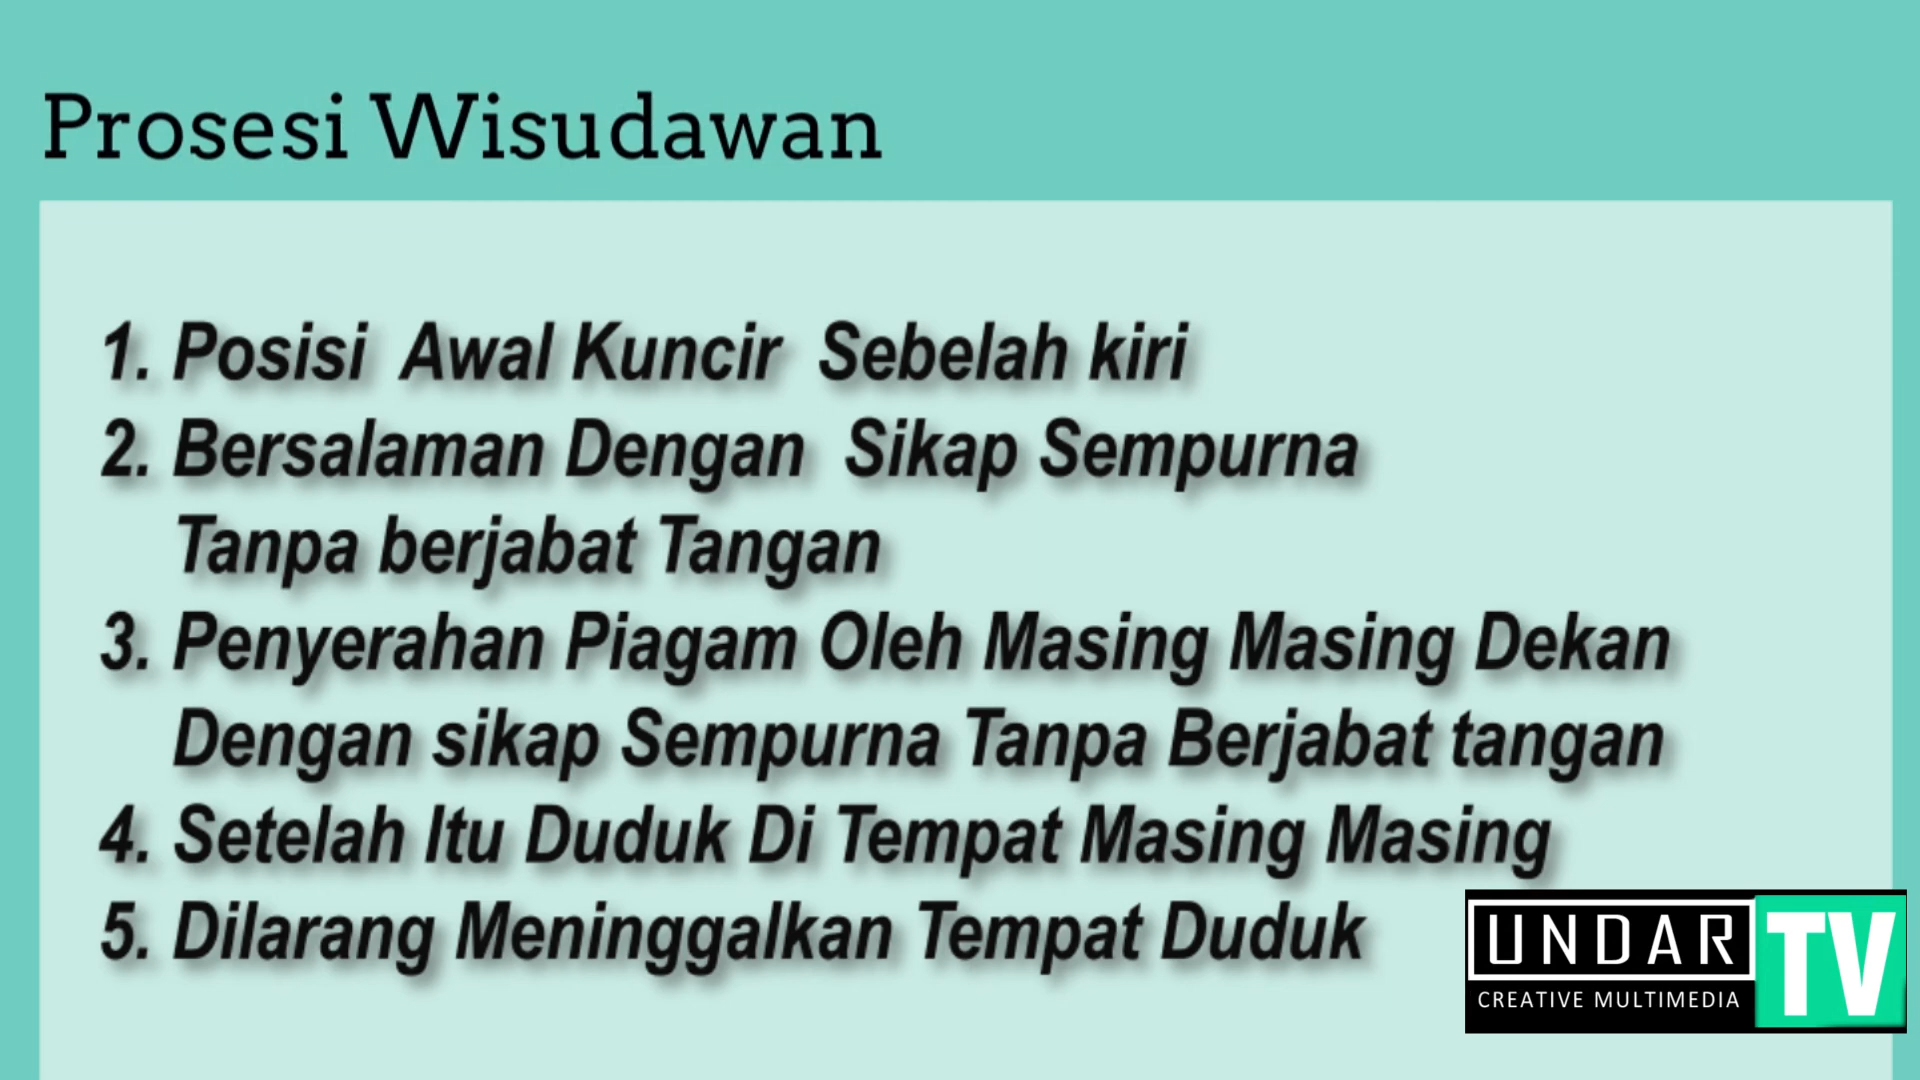 Prosesi Wisudawan
1. Posisi Awal Kuncir Sebelah kiri
2. Bersalaman Dengan Sikap Sempurna
Tanpa berjabat Tangan
3. Penyerahan Piagam Oleh Masing Masing Dekan
Dengan sikap Sempurna Tanpa Berjabat tangan
4. Setelah Itu Duduk Di Tempat Masing Masing
5. Dilarang Meninggalkan Tempat Duduk
UNDAR TV
CREATIVE MULTIMEDIA